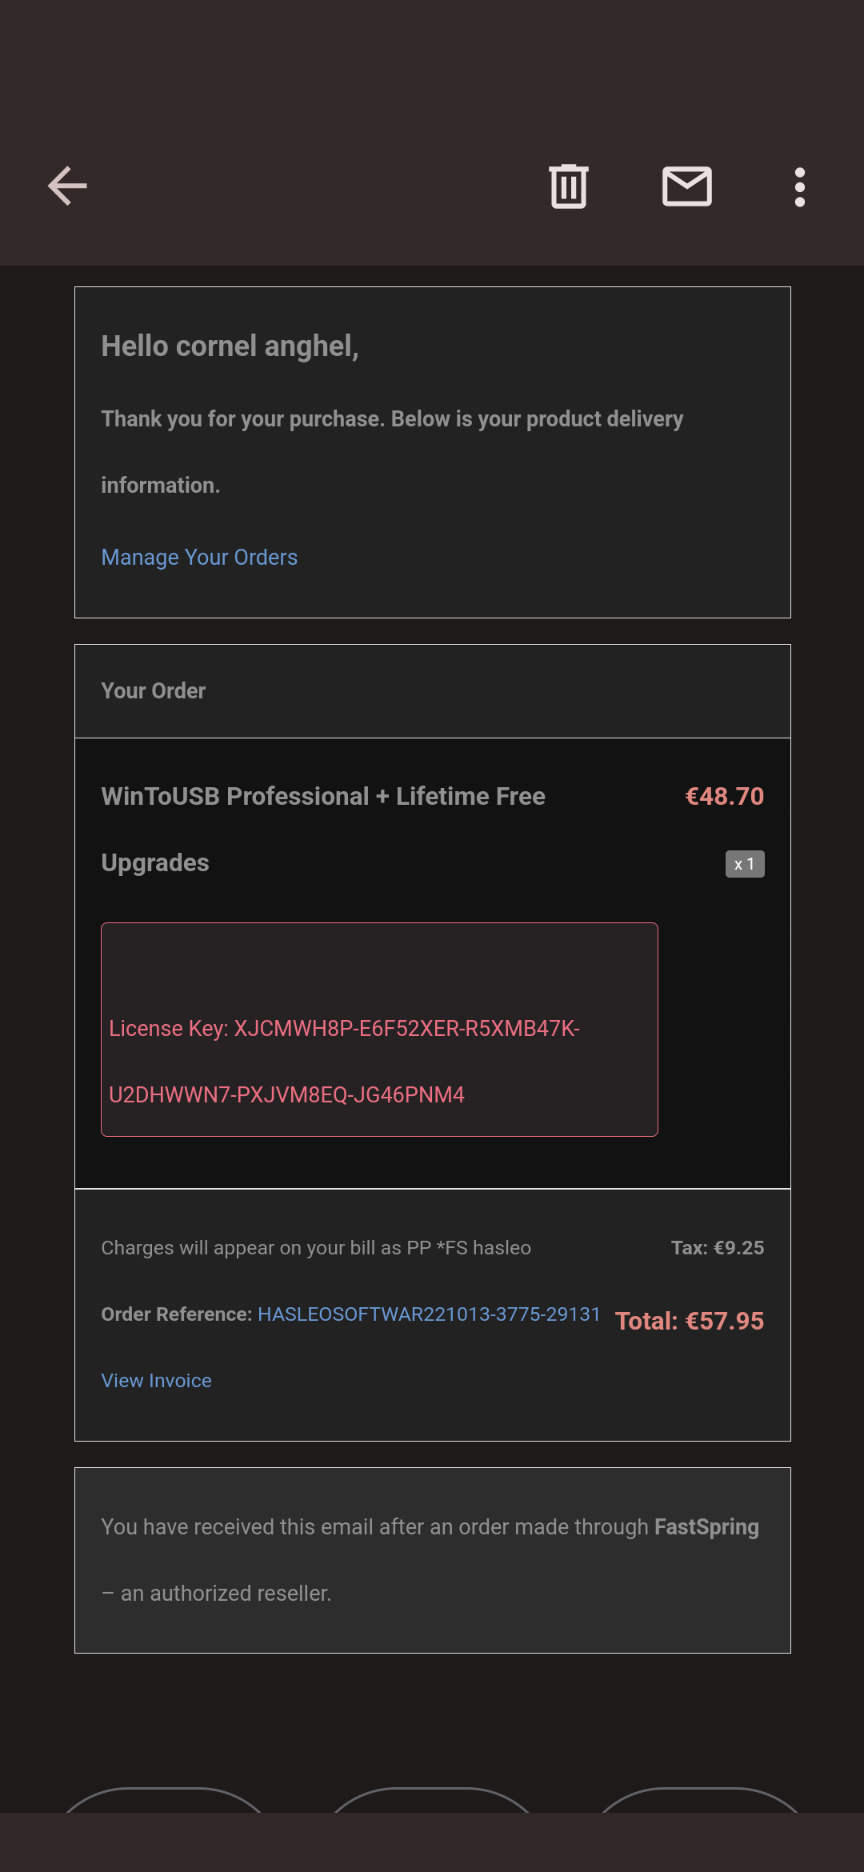 Hello cornel anghel,
Thank you for your purchase. Below is your product delivery
information.
Manage Your Orders
Your Order
WinToUSB Professional + Lifetime Free €48.70
Upgrades x 1
License Key: XJCMWH8P-E6F52XER-R5XMB47K-
U2DHWWN7-PXJVM8EQ-JG46PNM4
Charges will appear on your bill as PP *FS hasleo Tax: €9.25
Order Reference: HASLEOSOFTWAR221013-3775-29131 Total: €57.95
View Invoice
You have received this email after an order made through FastSpring
– an authorized reseller.